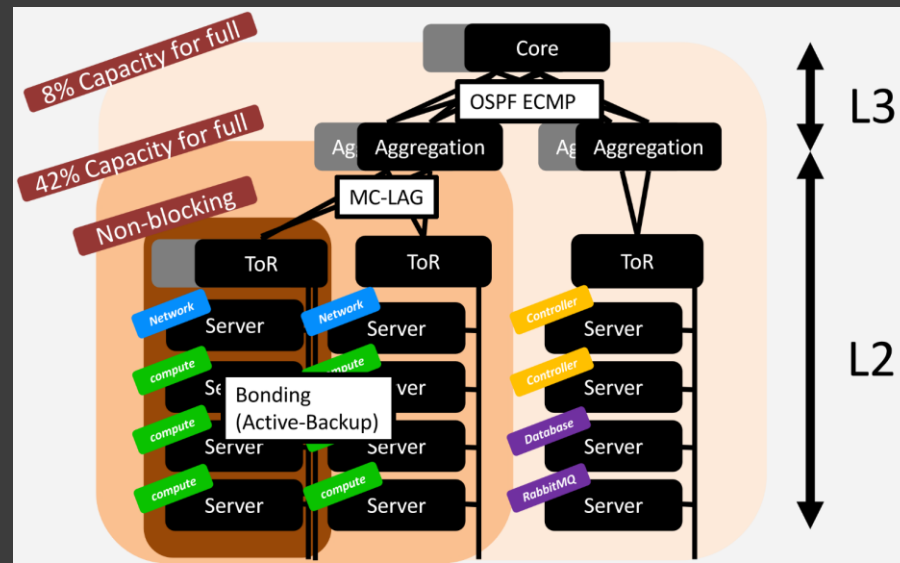 8% Capacity for full
Core
OSPF ECMP
L3
42% Capacity for full
Aggregation
Aggregation
MC-LAG
Non-blocking
ToR
ToR
ToR
Network
Server
Network
Server
Controller
Server
compute
compute
Controller
Server
Bonding
(Active-Backup)
L2
compute
Server
Server
Database
Server
compute
Server
compute
Server
RabbitMQ
Server